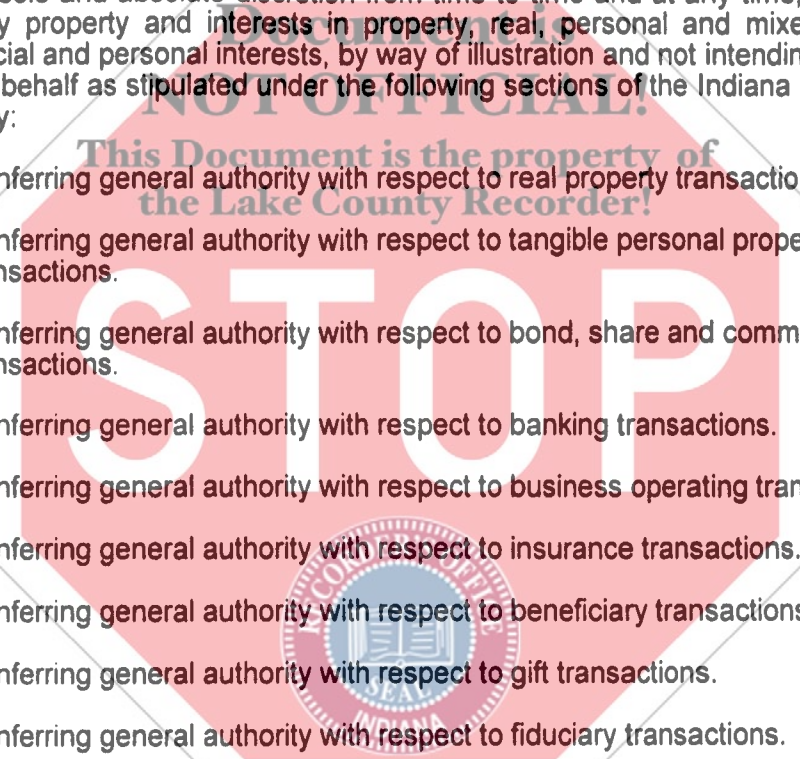 sole and absolute discretion from time to time and at any time,
y property and interests in property, real, personal and mixe
cial and personal interests, by way of illustration and not intendin
behalf as stipulated under the following sections of the Indiana
y:
Document is
NOT OFFICIAL!
This Document is the property of
the Lake County Recorder!
nferring general authority with respect to real property transactio
nferring general authority with respect to tangible personal prope
nsactions.
nferring general authority with respect to bond, share and comm
nsactions.
STOP
nferring general authority with respect to banking transactions.
nferring general authority with respect to business operating tran
nferring general authority with respect to insurance transactions.
nferring general authority with respect to beneficiary transactions
nferring general authority with respect to gift transactions.
nferring general authority with respect to fiduciary transactions.
RECORDER'S OFFICE
SEAL
INDIANA